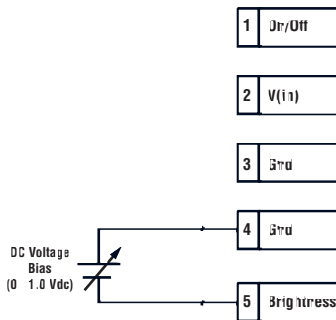 1 On/Off
2 V(in)
3 Gnd
4 Gnd
DC Voltage
Bias
(0 1.0 Vdc)
5 Brightness